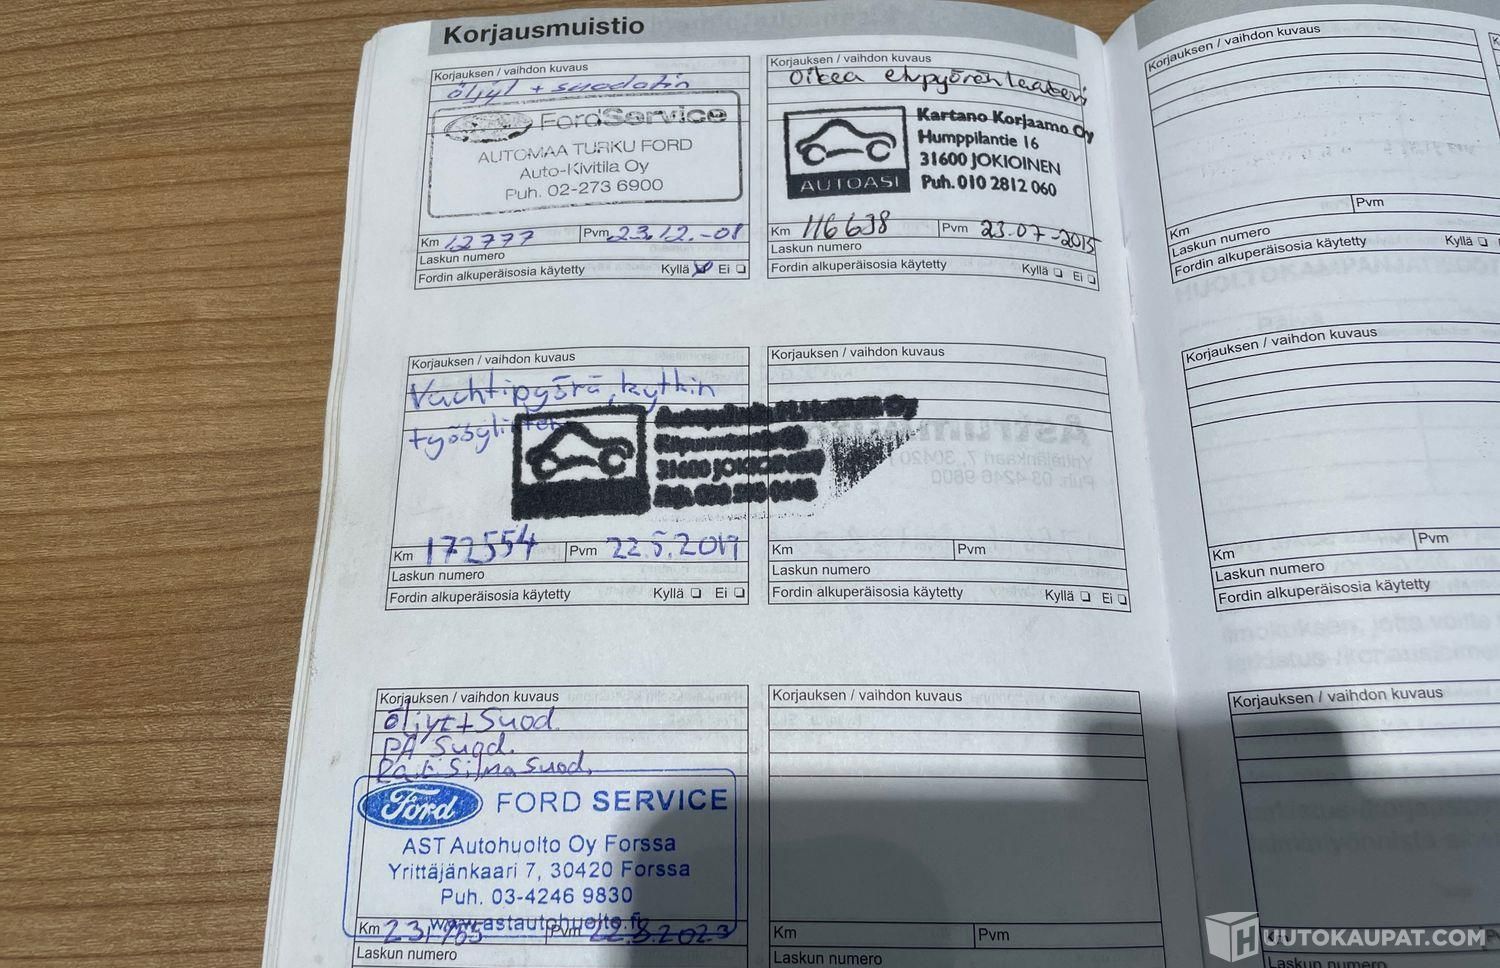 Korjausmuistio
Korjauksen / vaihdon kuvaus
öljyt + suodatin
FordService
AUTOMAA TURKU FORD
Auto-Kivitila Oy
Puh. 02-273 6900
Km 12777 Pvm 23.12.-08
Laskun numero
Fordin alkuperäisosia käytetty Kyllä Ei
Korjauksen / vaihdon kuvaus
Oikea etupyörän laakeri
AUTOASI
Kartano Korjaamo Oy
Humppilantie 16
31600 JOKIOINEN
Puh. 010 2812 060
Km 116638 Pvm 23.07-2015
Laskun numero
Fordin alkuperäisosia käytetty Kyllä Ei
Korjauksen / vaihdon kuvaus
Vauhtipyörä, kytkin
31600 JOKIOINEN
Km 172554 Pvm 22.5.2019
Laskun numero
Fordin alkuperäisosia käytetty Kyllä Ei
Korjauksen / vaihdon kuvaus
Km Pvm
Laskun numero
Fordin alkuperäisosia käytetty Kyllä Ei
Korjauksen / vaihdon kuvaus
Öljyt + Suod.
PA Suod.
Suod.
Ford FORD SERVICE
AST Autohuolto Oy Forssa
Yrittäjänkaari 7, 30420 Forssa
Puh. 03-4246 9830
www.astautohuolto.fi
Km Pvm 22.8.2023
Laskun numero
Korjauksen / vaihdon kuvaus
Pvm
Korjauksen / vaihdon kuvaus
Km Pvm
Laskun numero
Fordin alkuperäisosia käytetty Kyllä
Korjauksen / vaihdon kuvaus
Km Pvm
Laskun numero
Fordin alkuperäisosia käytetty
Korjauksen / vaihdon kuvaus
UTOKAUPAT.COM